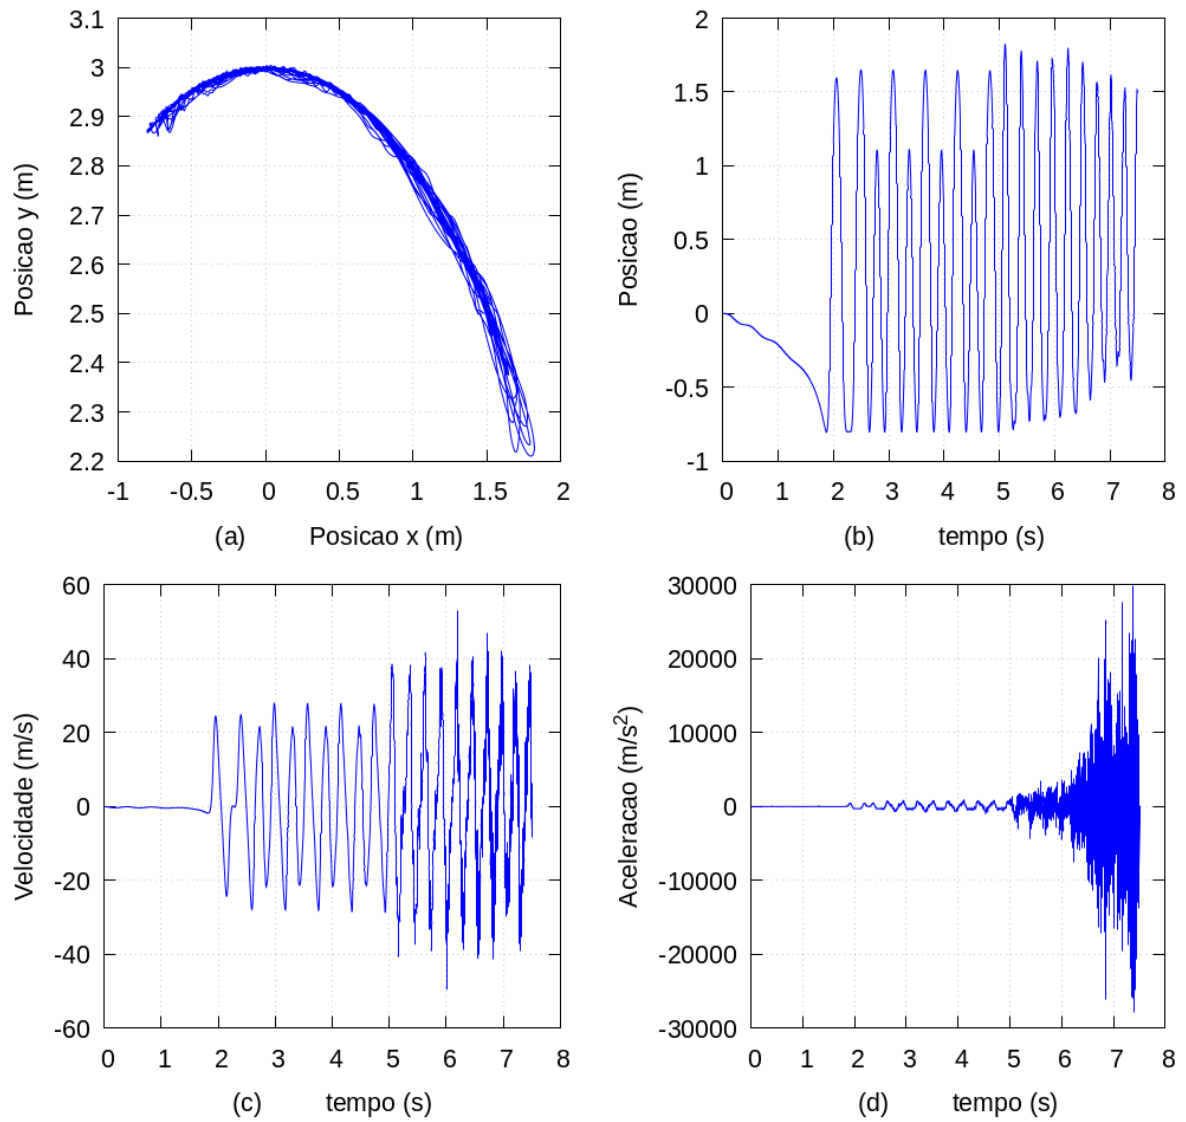 3.1
3
2.9
2.8
2.7
2.6
2.5
2.4
2.3
2.2
Posicao y (m)
-1 -0.5 0 0.5 1 1.5 2
(a) Posicao x (m)
2
1.5
1
0.5
0
-0.5
-1
Posicao (m)
0 1 2 3 4 5 6 7 8
(b) tempo (s)
60
40
20
0
-20
-40
-60
Velocidade (m/s)
0 1 2 3 4 5 6 7 8
(c) tempo (s)
30000
20000
10000
0
-10000
-20000
-30000
Aceleracao (m/s²)
0 1 2 3 4 5 6 7 8
(d) tempo (s)